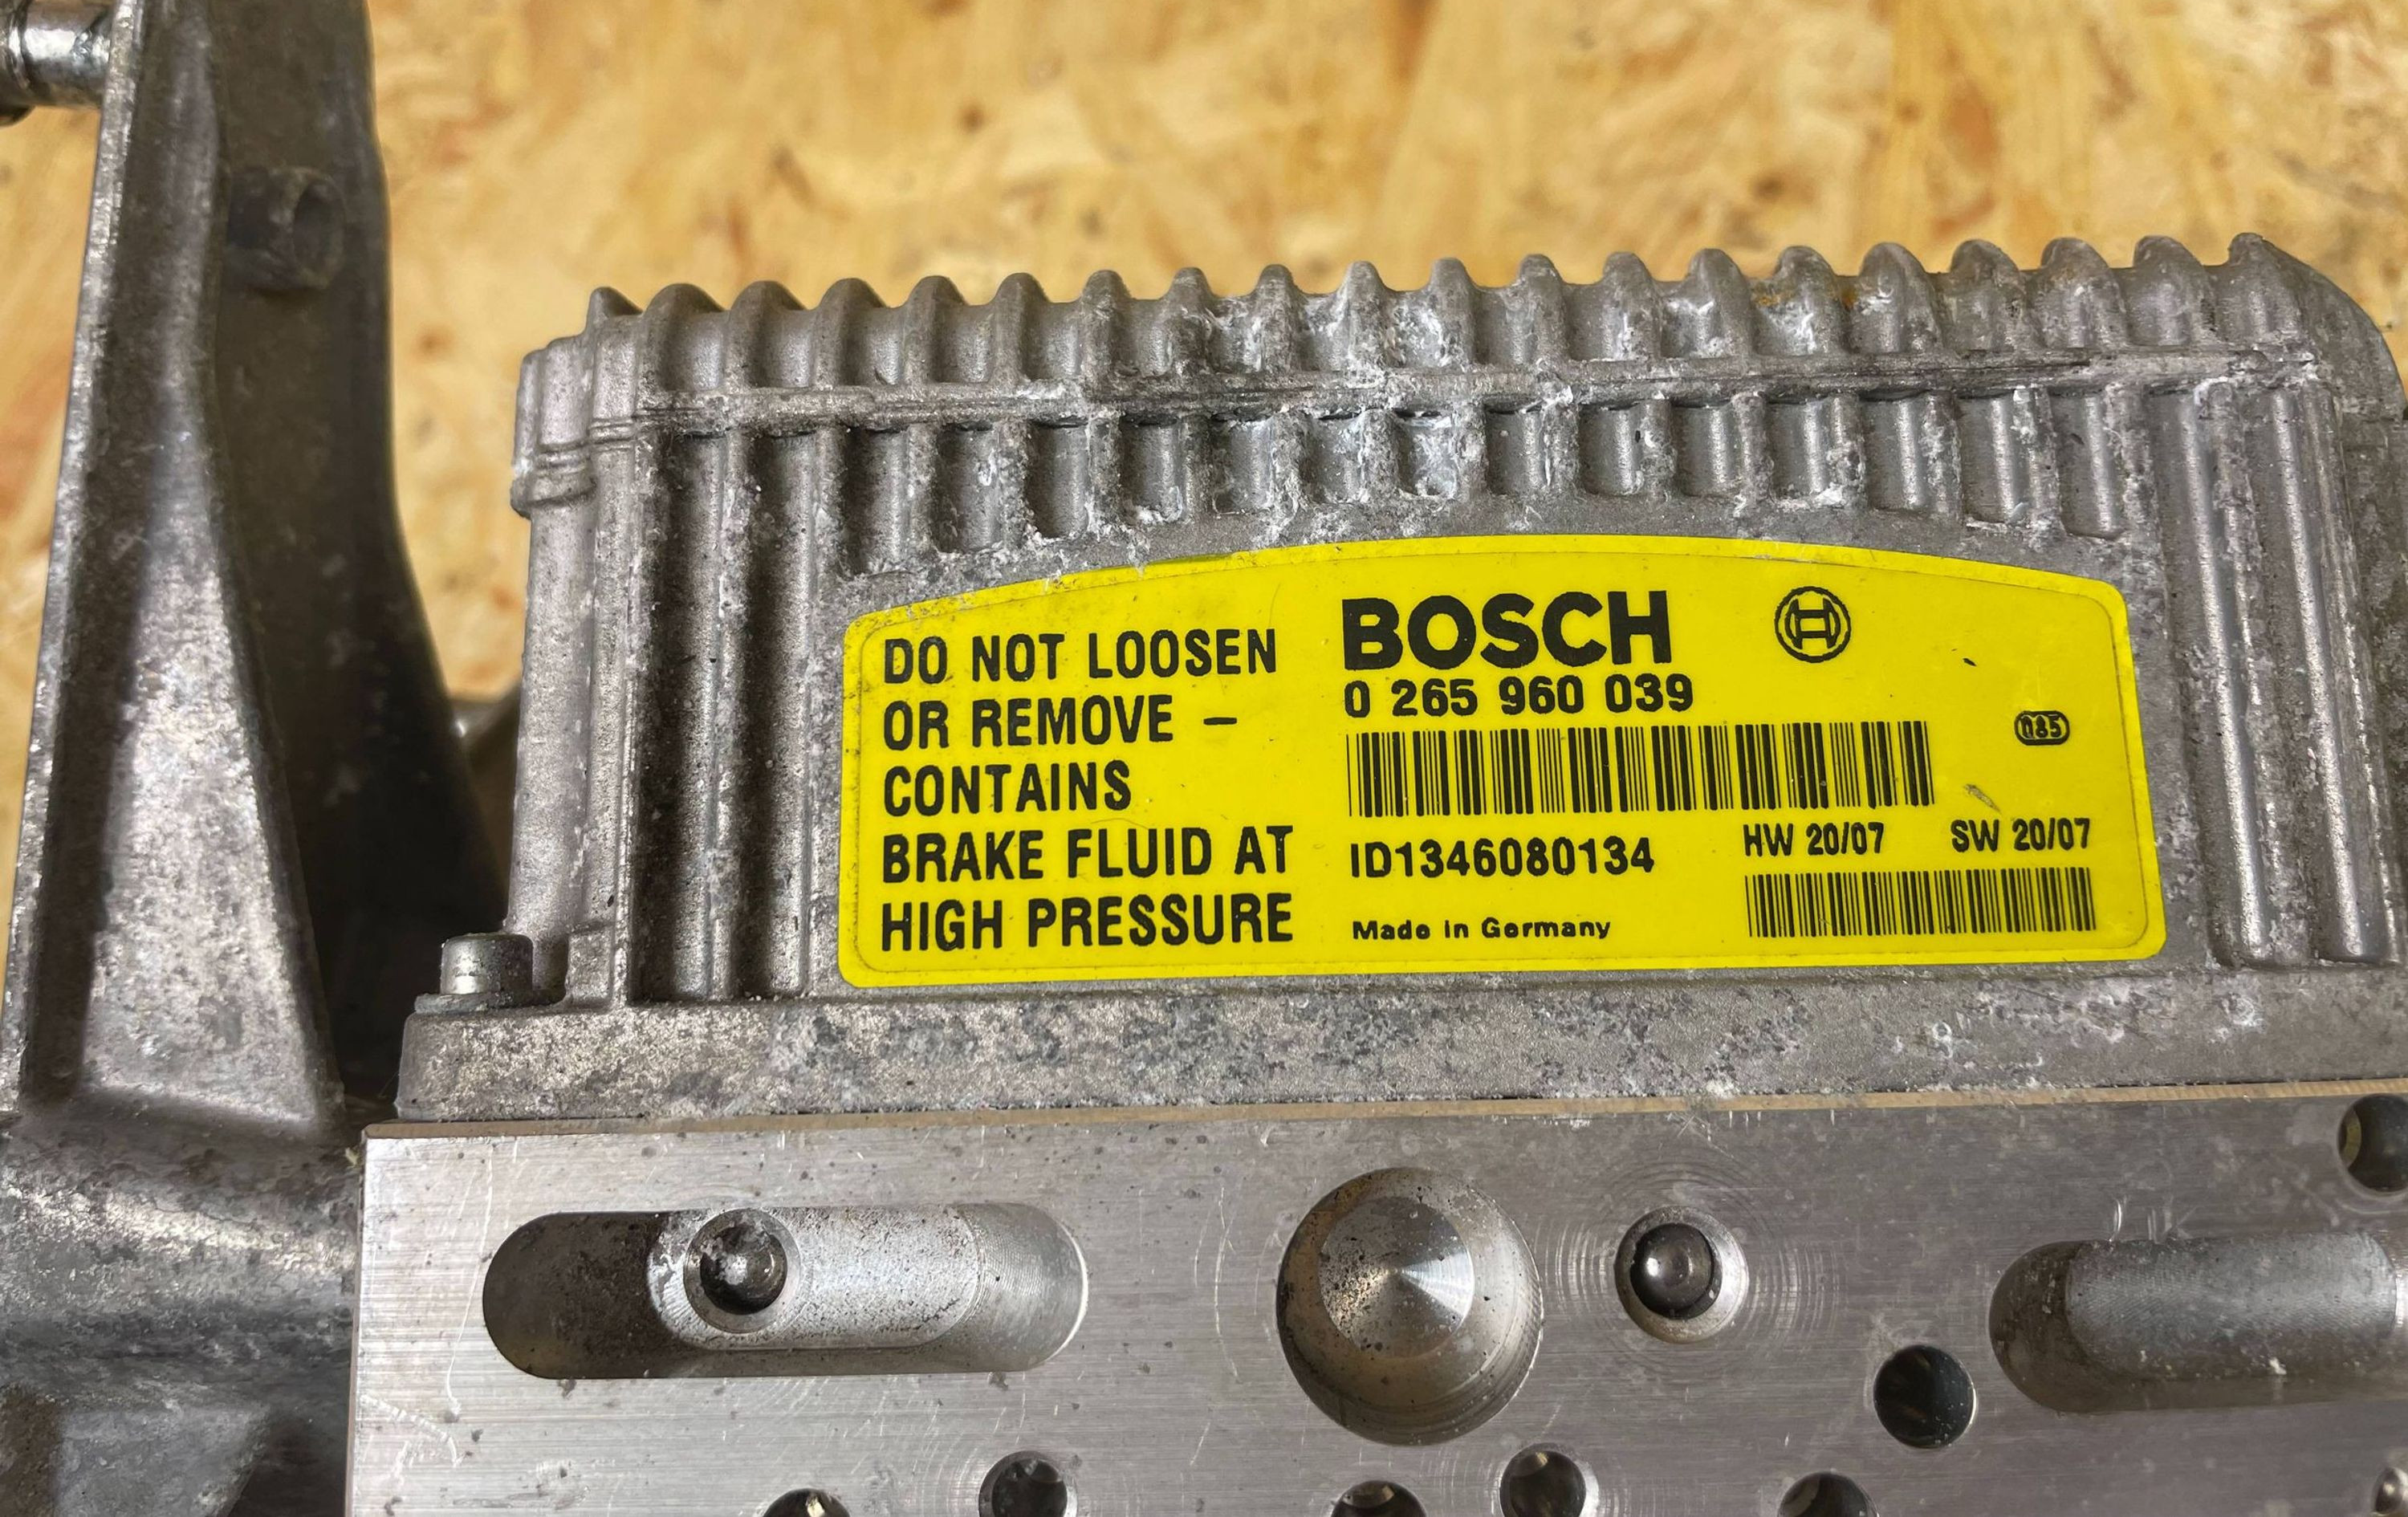 DO NOT LOOSEN
OR REMOVE –
CONTAINS
BRAKE FLUID AT
HIGH PRESSURE
BOSCH
0 265 960 039
085
ID1346080134
HW 20/07
SW 20/07
Made in Germany